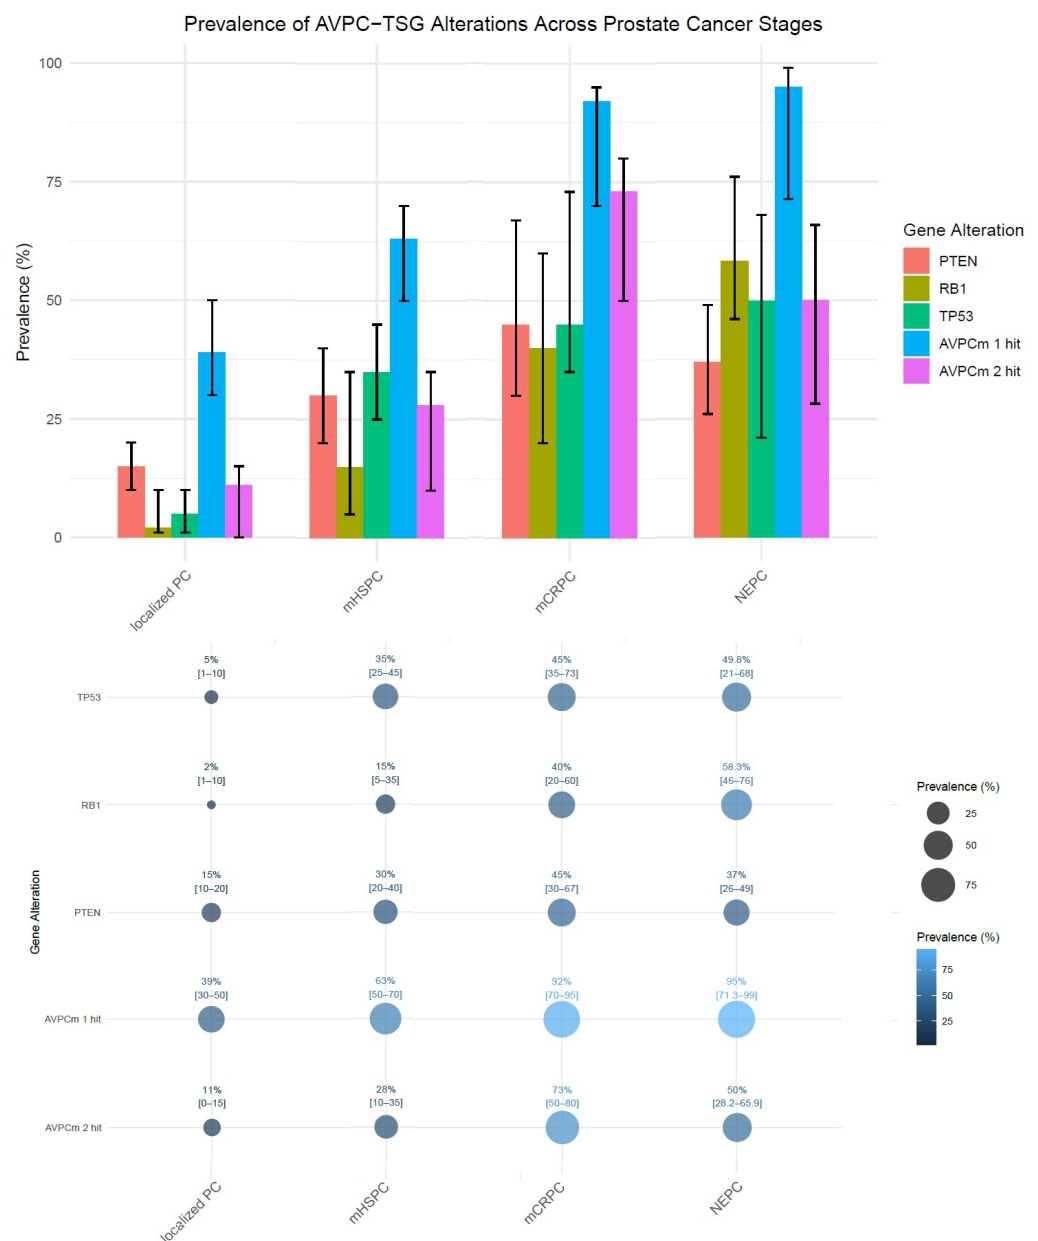 Prevalence of AVPC−TSG Alterations Across Prostate Cancer Stages
Prevalence (%)
100
75
50
25
0
localized PC
mHSPC
mCRPC
NEPC
Gene Alteration
PTEN
RB1
TP53
AVPCm 1 hit
AVPCm 2 hit
Gene Alteration
TP53
5%
[1–10]
35%
[25–45]
45%
[35–73]
49.8%
[21–68]
RB1
2%
[1–10]
15%
[5–35]
40%
[20–60]
58.3%
[46–76]
PTEN
15%
[10–20]
30%
[20–40]
45%
[30–67]
37%
[26–49]
AVPCm 1 hit
39%
[30–50]
63%
[50–70]
92%
[70–95]
95%
[71.3–99]
AVPCm 2 hit
11%
[0–15]
28%
[10–35]
73%
[50–80]
50%
[28.2–65.9]
localized PC
mHSPC
mCRPC
NEPC
Prevalence (%)
25
50
75
Prevalence (%)
75
50
25